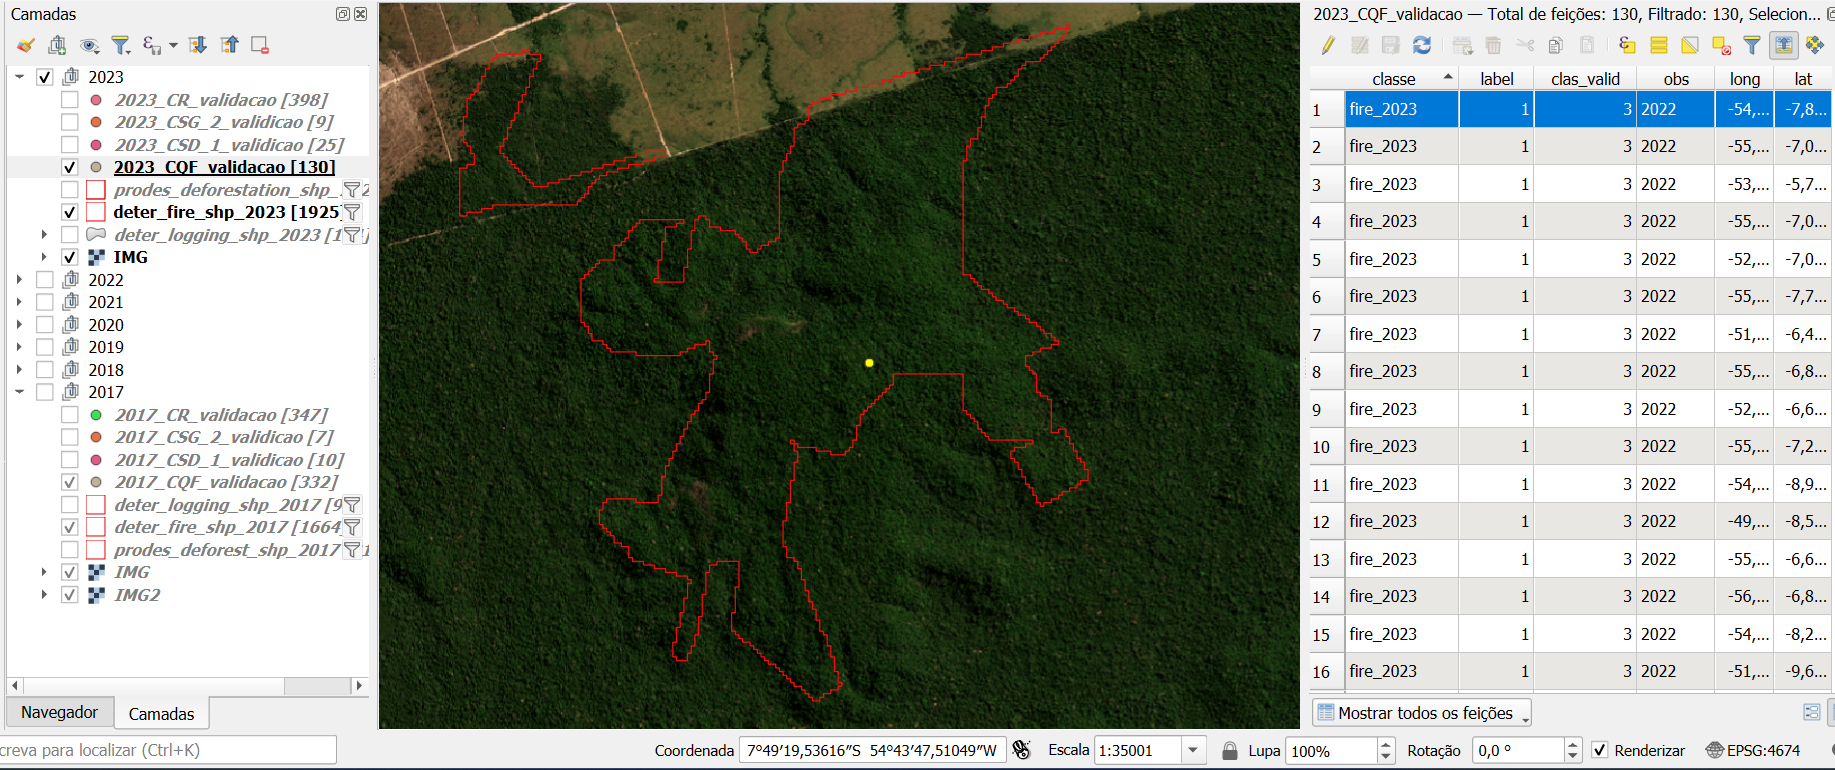 Camadas
2023
2023_CR_validacao [398]
2023_CSG_2_validicao [9]
2023_CSD_1_validacao [25]
2023_CQF_validacao [130]
prodes_deforestation_shp_
deter_fire_shp_2023 [1925]
deter_logging_shp_2023 [1
IMG
2022
2021
2020
2019
2018
2017
2017_CR_validacao [347]
2017_CSG_2_validicao [7]
2017_CSD_1_validicao [10]
2017_CQF_validacao [332]
deter_logging_shp_2017 [9
deter_fire_shp_2017 [1664
prodes_deforest_shp_2017
IMG
IMG2
Navegador
Camadas
creva para localizar (Ctrl+K)
2023_CQF_validacao — Total de feições: 130, Filtrado: 130, Selecion...
classe label clas_valid obs long lat
1 fire_2023 1 3 2022 -54,... -7,8...
2 fire_2023 1 3 2022 -55,... -7,0...
3 fire_2023 1 3 2022 -53,... -5,7...
4 fire_2023 1 3 2022 -55,... -7,0...
5 fire_2023 1 3 2022 -52,... -7,0...
6 fire_2023 1 3 2022 -55,... -7,7...
7 fire_2023 1 3 2022 -51,... -6,4...
8 fire_2023 1 3 2022 -55,... -6,8...
9 fire_2023 1 3 2022 -52,... -6,6...
10 fire_2023 1 3 2022 -55,... -7,2...
11 fire_2023 1 3 2022 -54,... -8,9...
12 fire_2023 1 3 2022 -49,... -8,5...
13 fire_2023 1 3 2022 -55,... -6,6...
14 fire_2023 1 3 2022 -56,... -6,8...
15 fire_2023 1 3 2022 -54,... -8,2...
16 fire_2023 1 3 2022 -51,... -9,6...
Mostrar todos os feições
Coordenada 7°49′19,53616″S 54°43′47,51049″W Escala 1:35001 Lupa 100% Rotação 0,0 ° Renderizar EPSG:4674